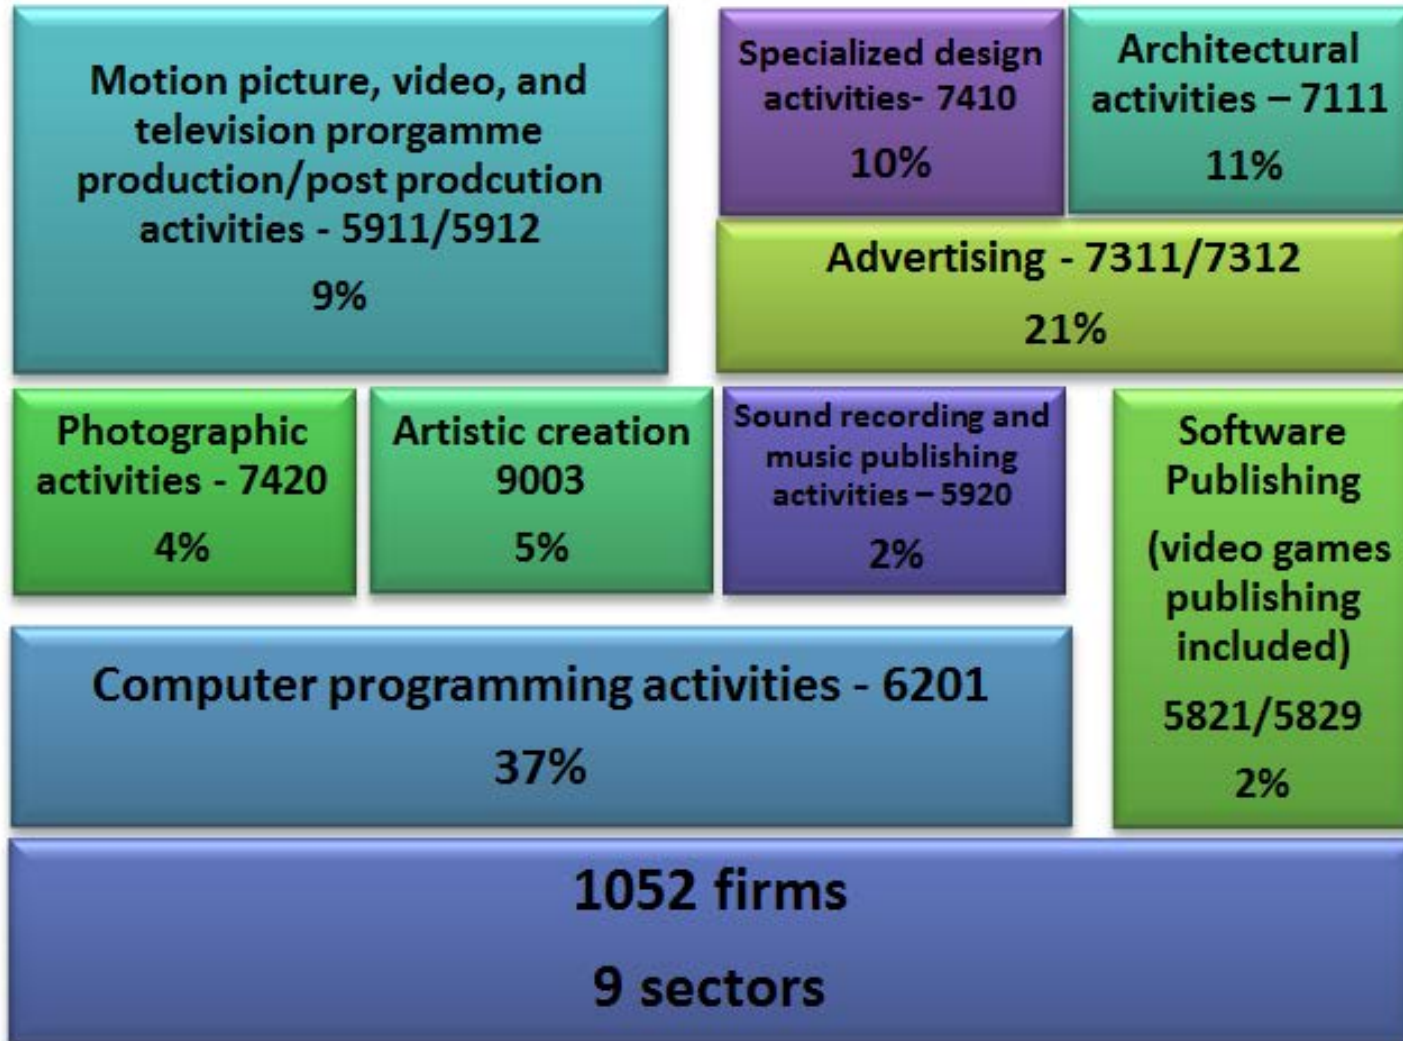 Motion picture, video, and
television prorgamme
production/post prodcution
activities - 5911/5912
9%
Specialized design
activities- 7410
10%
Architectural
activities – 7111
11%
Advertising - 7311/7312
21%
Photographic
activities - 7420
4%
Artistic creation
9003
5%
Sound recording and
music publishing
activities – 5920
2%
Software
Publishing
(video games
publishing
included)
5821/5829
2%
Computer programming activities - 6201
37%
1052 firms
9 sectors